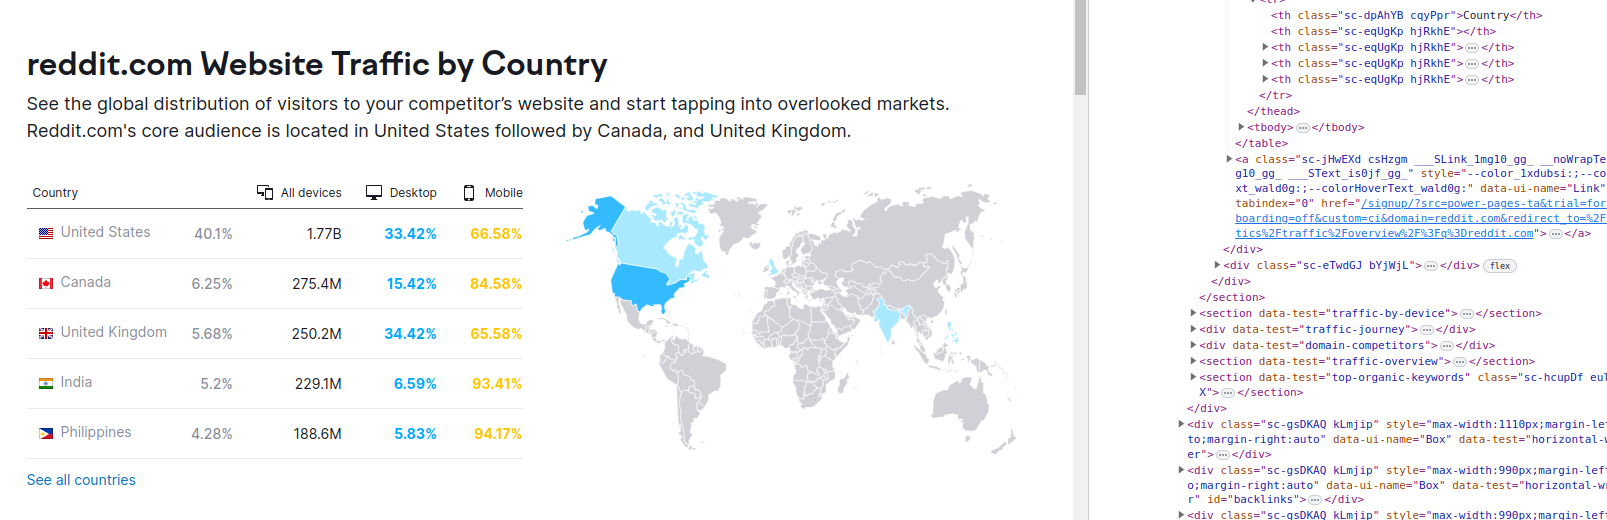 reddit.com Website Traffic by Country
See the global distribution of visitors to your competitor’s website and start tapping into overlooked markets.
Reddit.com's core audience is located in United States followed by Canada, and United Kingdom.
Country All devices Desktop Mobile
United States 40.1% 1.77B 33.42% 66.58%
Canada 6.25% 275.4M 15.42% 84.58%
United Kingdom 5.68% 250.2M 34.42% 65.58%
India 5.2% 229.1M 6.59% 93.41%
Philippines 4.28% 188.6M 5.83% 94.17%
See all countries
<th class="sc-dpAhYB cqyPpr">Country</th>
<th class="sc-eqUgKp hjRkhE"></th>
<th class="sc-eqUgKp hjRkhE">…</th>
<th class="sc-eqUgKp hjRkhE">…</th>
<th class="sc-eqUgKp hjRkhE">…</th>
</tr>
</thead>
<tbody>…</tbody>
</table>
<a class="sc-jHwEXd csHzgm ___SLink_1mg10_gg_ __noWrapTe
g10_gg_ ___SText_is0jf_gg_" style="--color_1xdubsi:;--co
xt_wald0g:;--colorHoverText_wald0g:" data-ui-name="Link"
tabindex="0" href="/signup/?src=power-pages-ta&trial=for
boarding=off&custom=ci&domain=reddit.com&redirect_to=%2F
tics%2Ftraffic%2Foverview%2F%3Fq%3Dreddit.com">…</a>
</div>
<div class="sc-eTwdGJ bYjWjL">…</div> flex
</div>
</section>
<section data-test="traffic-by-device">…</section>
<div data-test="traffic-journey">…</div>
<div data-test="domain-competitors">…</div>
<section data-test="traffic-overview">…</section>
<section data-test="top-organic-keywords" class="sc-hcupDf eul
X">…</section>
</div>
<div class="sc-gsDKAQ kLmjip" style="max-width:1110px;margin-lef
to;margin-right:auto" data-ui-name="Box" data-test="horizontal-w
er">…</div>
<div class="sc-gsDKAQ kLmjip" style="max-width:990px;margin-left
o;margin-right:auto" data-ui-name="Box" data-test="horizontal-wr
r" id="backlinks">…</div>
<div class="sc-gsDKAQ kLmjip" style="max-width:990px;margin-left